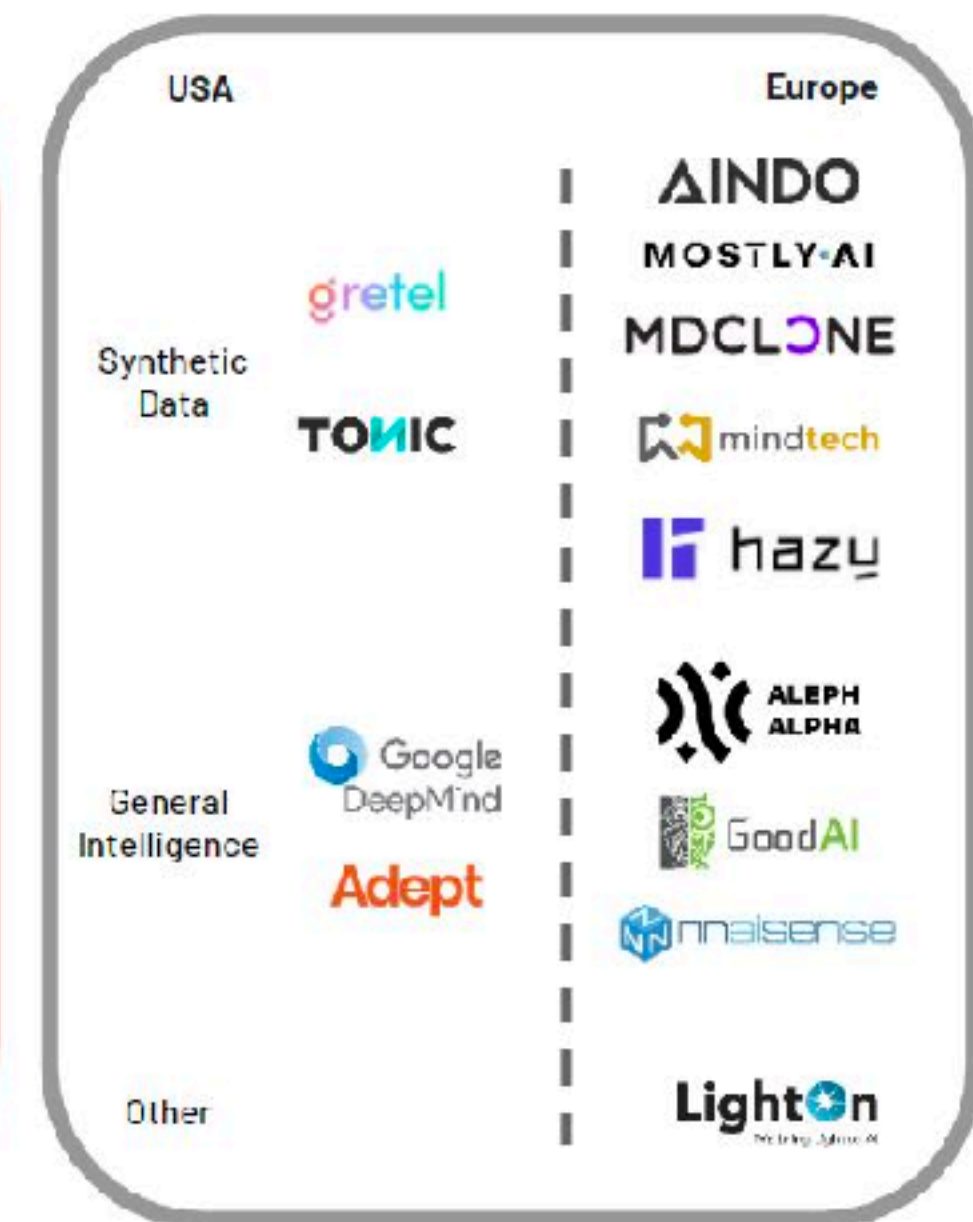 USA
Europe
AINDO
MOSTLY·AI
gretel
MDCLONE
Synthetic
Data
TONIC
mindtech
hazy
ALEPH
ALPHA
Google
DeepMind
General
Intelligence
GoodAI
Adept
NNN nnaisense
Other
LightOn